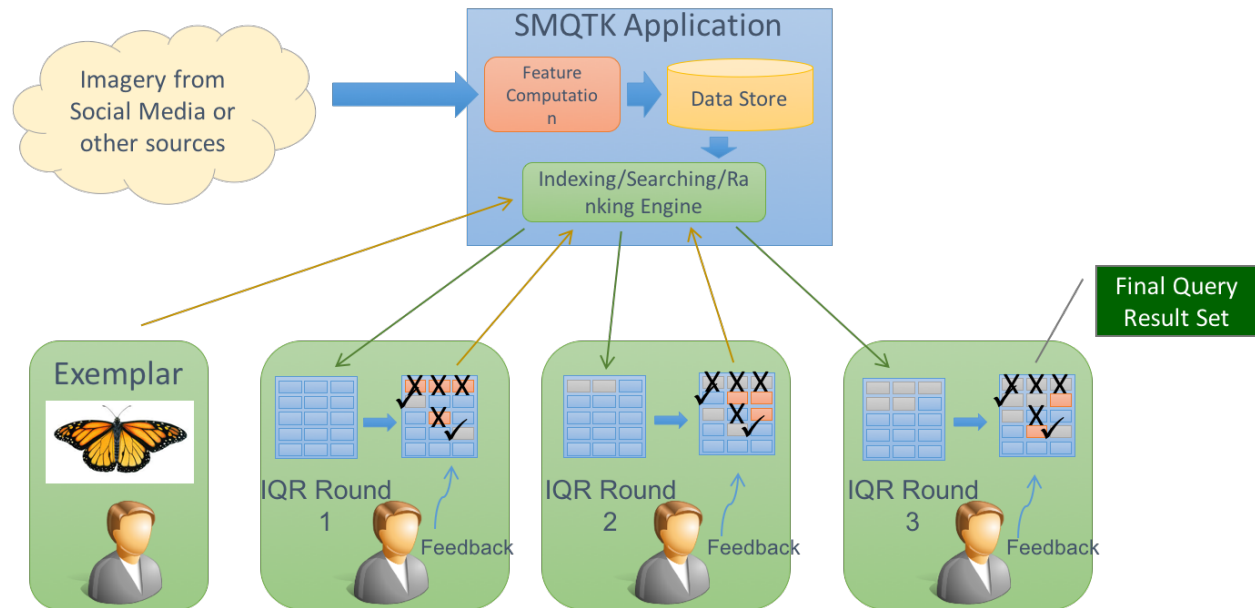 SMQTK Application
Imagery from
Social Media or
other sources
Feature
Computatio
n
Data Store
Indexing/Searching/Ra
nking Engine
Final Query
Result Set
Exemplar
X X X
X
IQR Round
1
Feedback
X X X
X
IQR Round
2
Feedback
X X X
X
IQR Round
3
Feedback